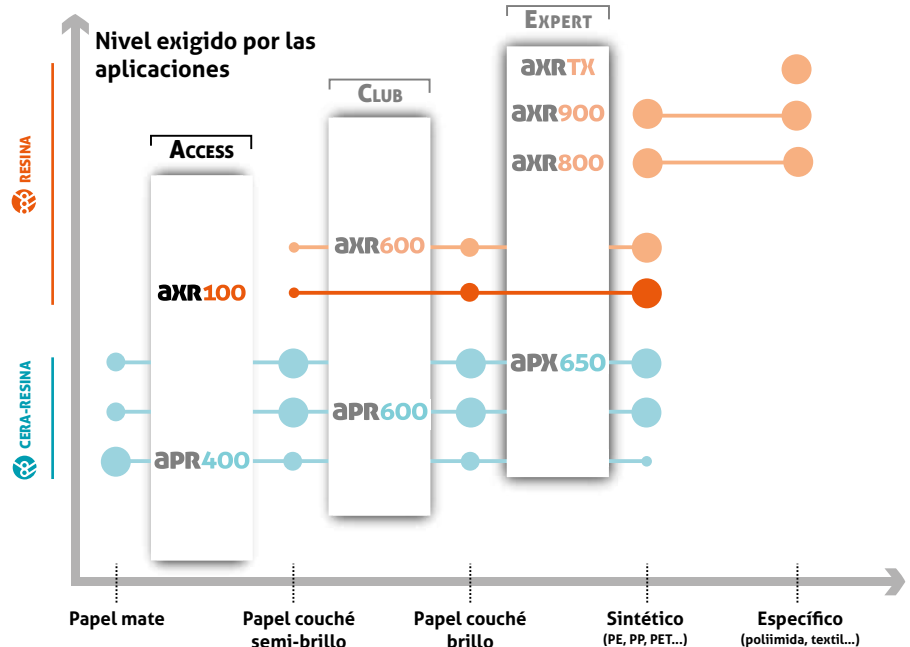 Nivel exigido por las
aplicaciones
EXPERT
CLUB
ACCESS
RESINA
CERA-RESINA
aXRTX
aXR900
aXR800
aXR600
aXR100
aPX650
aPR600
aPR400
Papel mate
Papel couché
semi-brillo
Papel couché
brillo
Sintético
(PE, PP, PET...)
Específico
(poliimida, textil...)